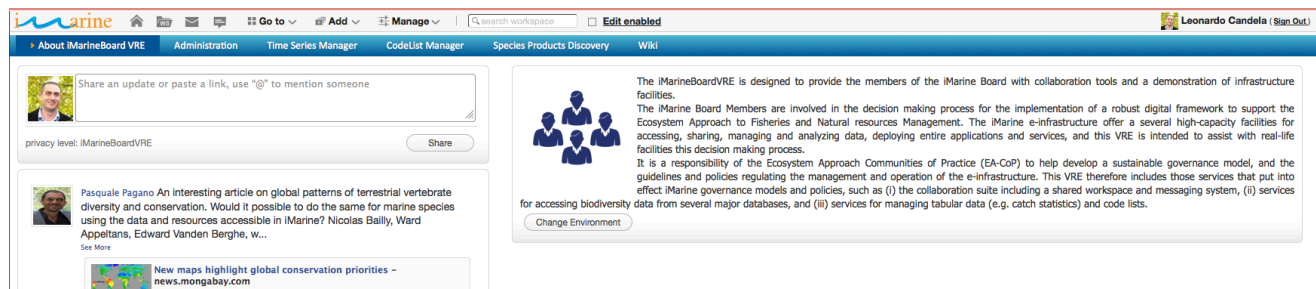 iMarine
Go to
Add
Manage
search workspace
Edit enabled
Leonardo Candela ( Sign Out )
About iMarineBoard VRE
Administration
Time Series Manager
CodeList Manager
Species Products Discovery
Wiki
Share an update or paste a link, use "@" to mention someone
privacy level: iMarineBoardVRE
Share
Pasquale Pagano An interesting article on global patterns of terrestrial vertebrate
diversity and conservation. Would it possible to do the same for marine species
using the data and resources accessible in iMarine? Nicolas Bailly, Ward
Appeltans, Edward Vanden Berghe, w...
See More
New maps highlight global conservation priorities –
news.mongabay.com
The iMarineBoardVRE is designed to provide the members of the iMarine Board with collaboration tools and a demonstration of infrastructure
facilities.
The iMarine Board Members are involved in the decision making process for the implementation of a robust digital framework to support the
Ecosystem Approach to Fisheries and Natural resources Management. The iMarine e-infrastructure offer a several high-capacity facilities for
accessing, sharing, managing and analyzing data, deploying entire applications and services, and this VRE is intended to assist with real-life
facilities this decision making process.
It is a responsibility of the Ecosystem Approach Communities of Practice (EA-CoP) to help develop a sustainable governance model, and the
guidelines and policies regulating the management and operation of the e-infrastructure. This VRE therefore includes those services that put into
effect iMarine governance models and policies, such as (i) the collaboration suite including a shared workspace and messaging system, (ii) services
for accessing biodiversity data from several major databases, and (iii) services for managing tabular data (e.g. catch statistics) and code lists.
Change Environment